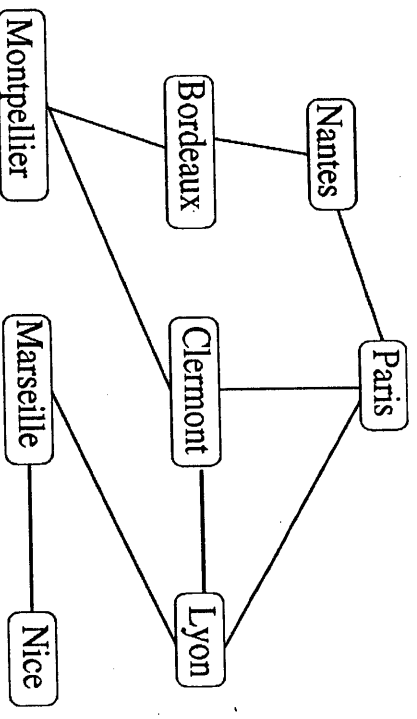 Paris
Nantes
Bordeaux
Clermont
Lyon
Montpellier
Marseille
Nice